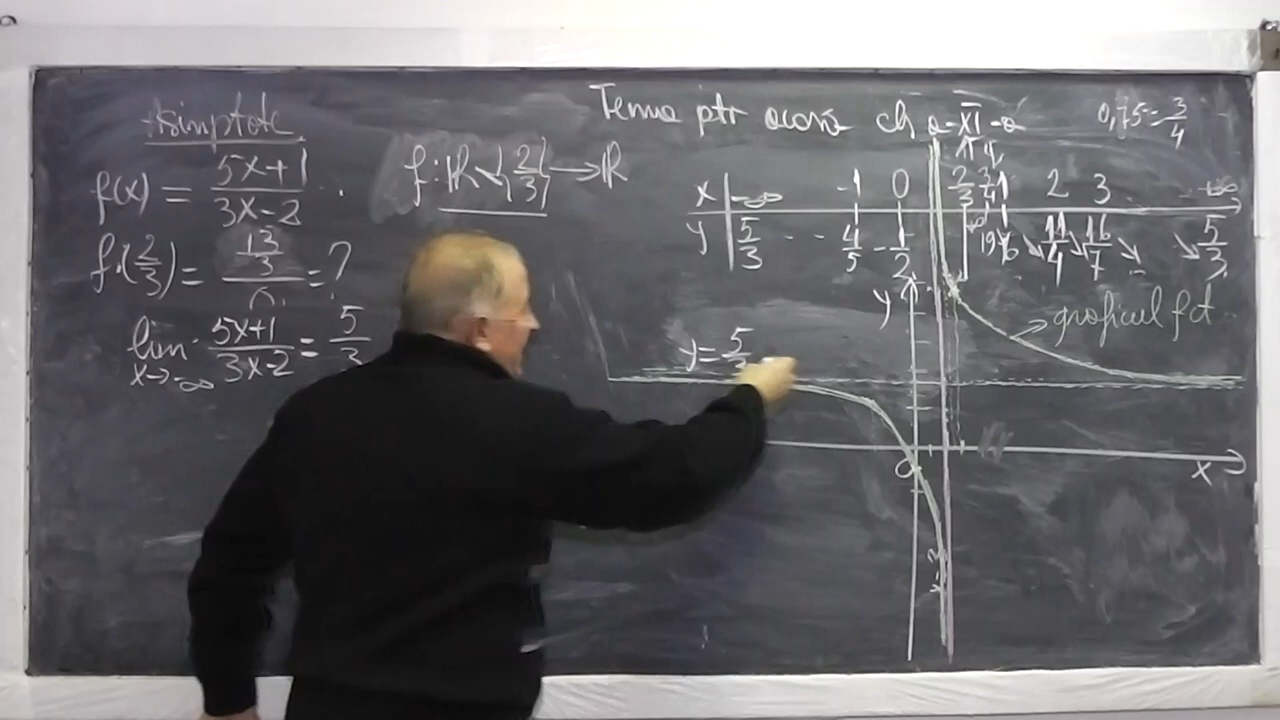 Asimptote
f(x) = (5x+1)/(3x-2)
f: ℝ \ {2/3} → ℝ
f(2/3) = (13/3)/0 = ?
lim x→-∞ (5x+1)/(3x-2) = 5/3
Tema ptr acasă cl a-XI-a
0,75 = 3/4
x | -∞ -1 0 2/3 3/4 1 2 3 +∞
y | 5/3 - - 4/5 -1/2 +∞ 19 6 ↘ 11/4 ↘ 16/7 ↘ ↘ 5/3
y
→ graficul fct
y = 5/3
O
x